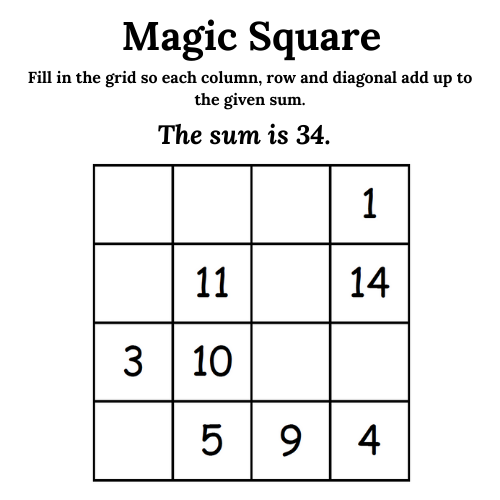 Magic Square
Fill in the grid so each column, row and diagonal add up to
the given sum.
The sum is 34.
1
11 14
3 10
5 9 4